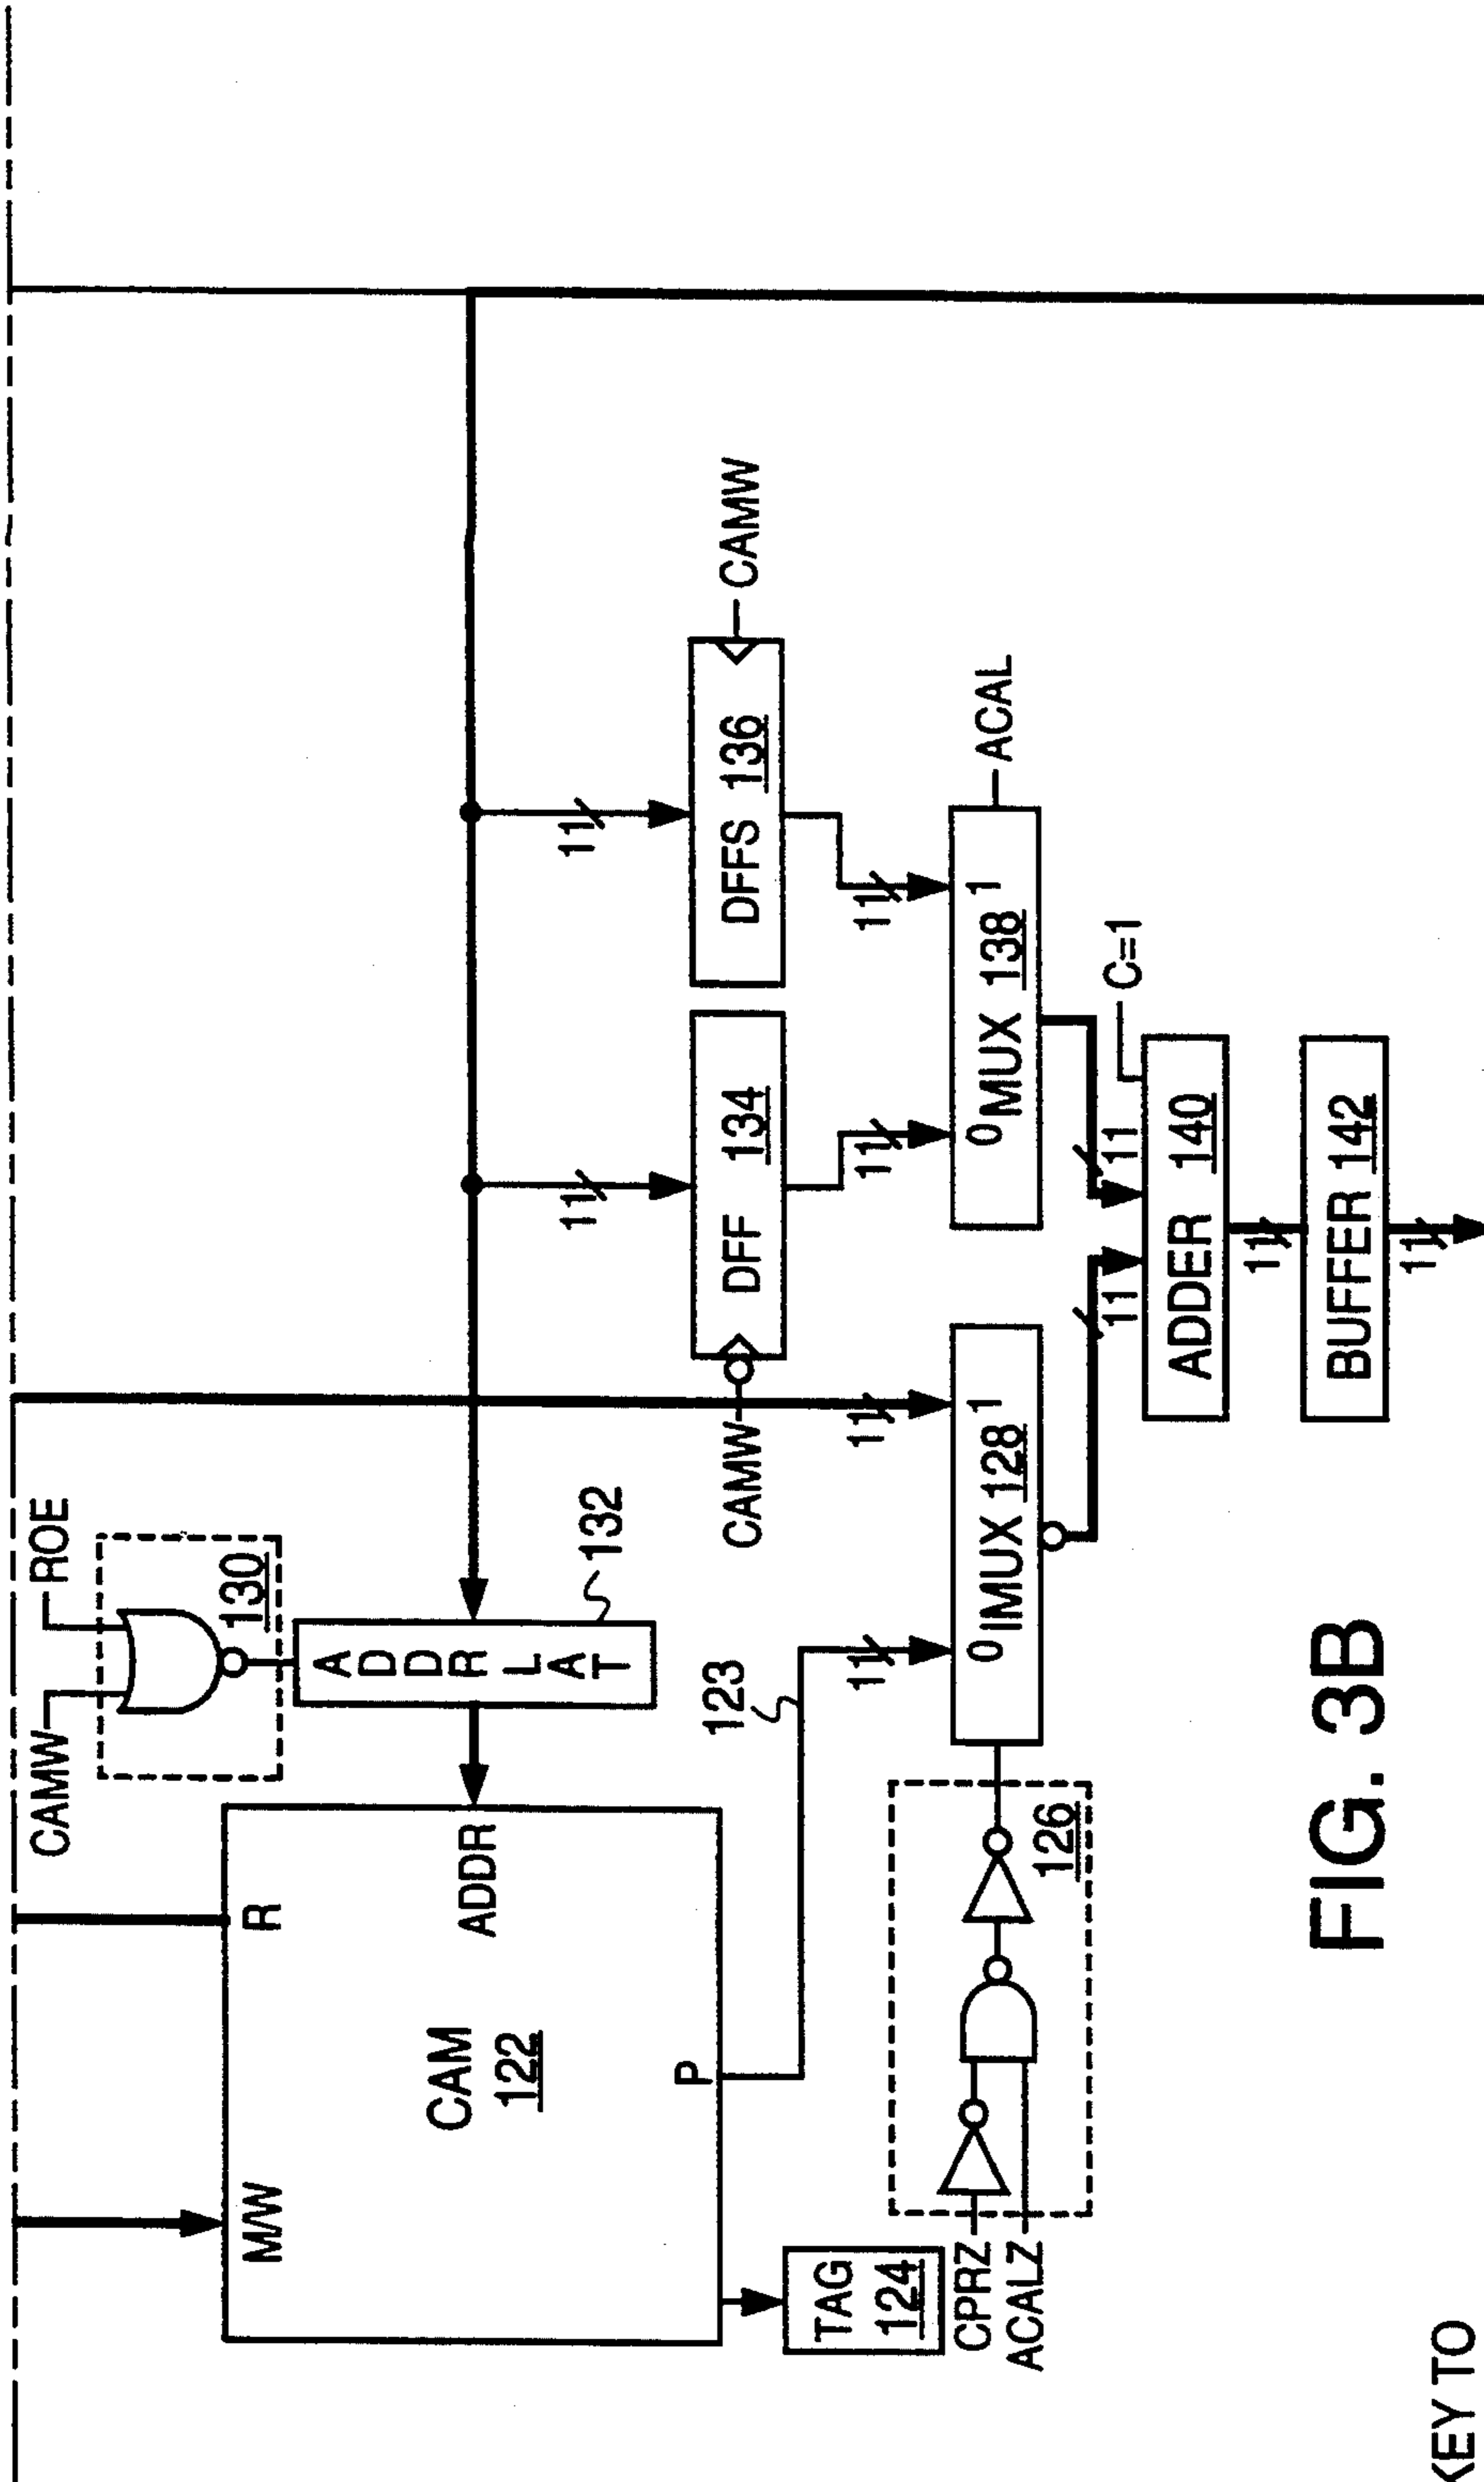 CAMW
ROE
130
M/W
R
CAM
122
ADDR
P
ADDR LAT
132
123
TAG
124
CPRZ
ACALZ
126
11
11
0
1
IMUX 128
CAMW
11
DFF 134
11
DFFS 136
CAMW
11
11
0
1
MUX 138
ACAL
11
11
C=1
ADDER 140
11
BUFFER 142
11
FIG. 3B
KEY TO